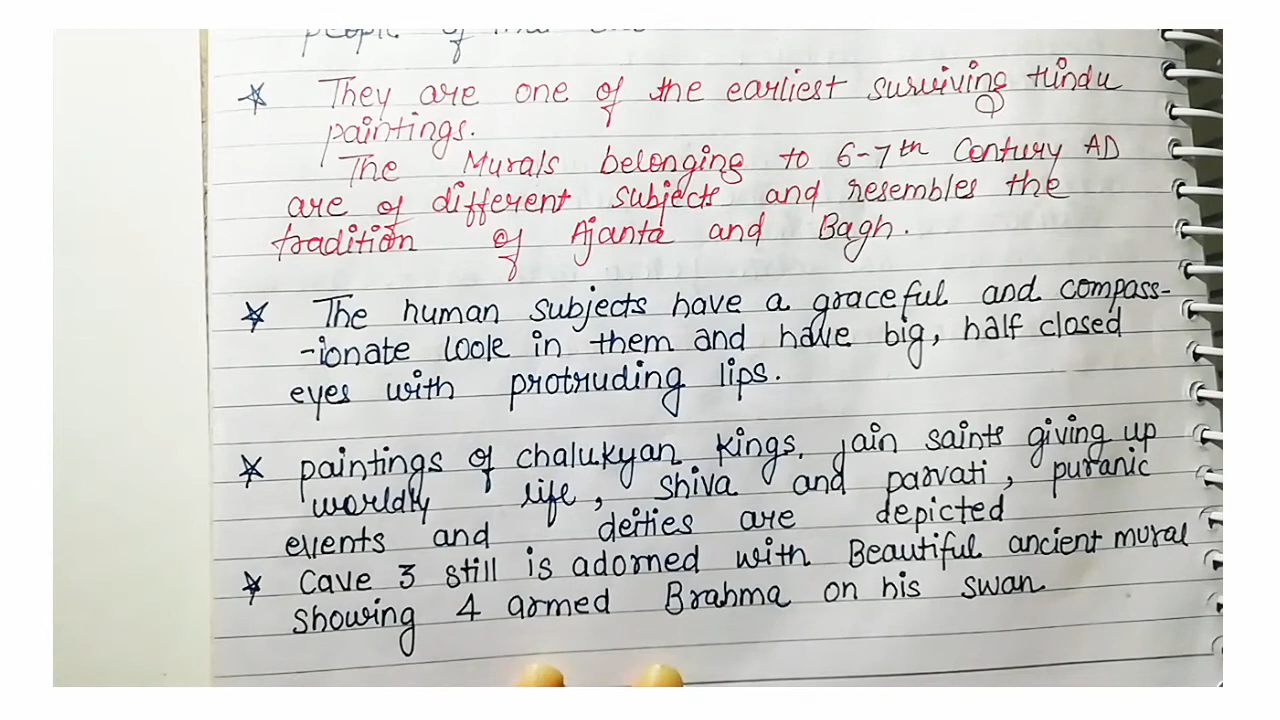 people of
☆ They are one of the earliest surviving Hindu
paintings.
The Murals belonging to 6-7th Century AD
are of different subjects and resembles the
tradition of Ajanta and Bagh.
☆ The human subjects have a graceful and compass-
-ionate look in them and have big, half closed
eyes with protruding lips.
☆ paintings of chalukyan kings, jain saints giving up
worldly life, shiva and parvati, puranic
events and deities are depicted
☆ Cave 3 still is adorned with Beautiful ancient mural
showing 4 armed Brahma on his swan